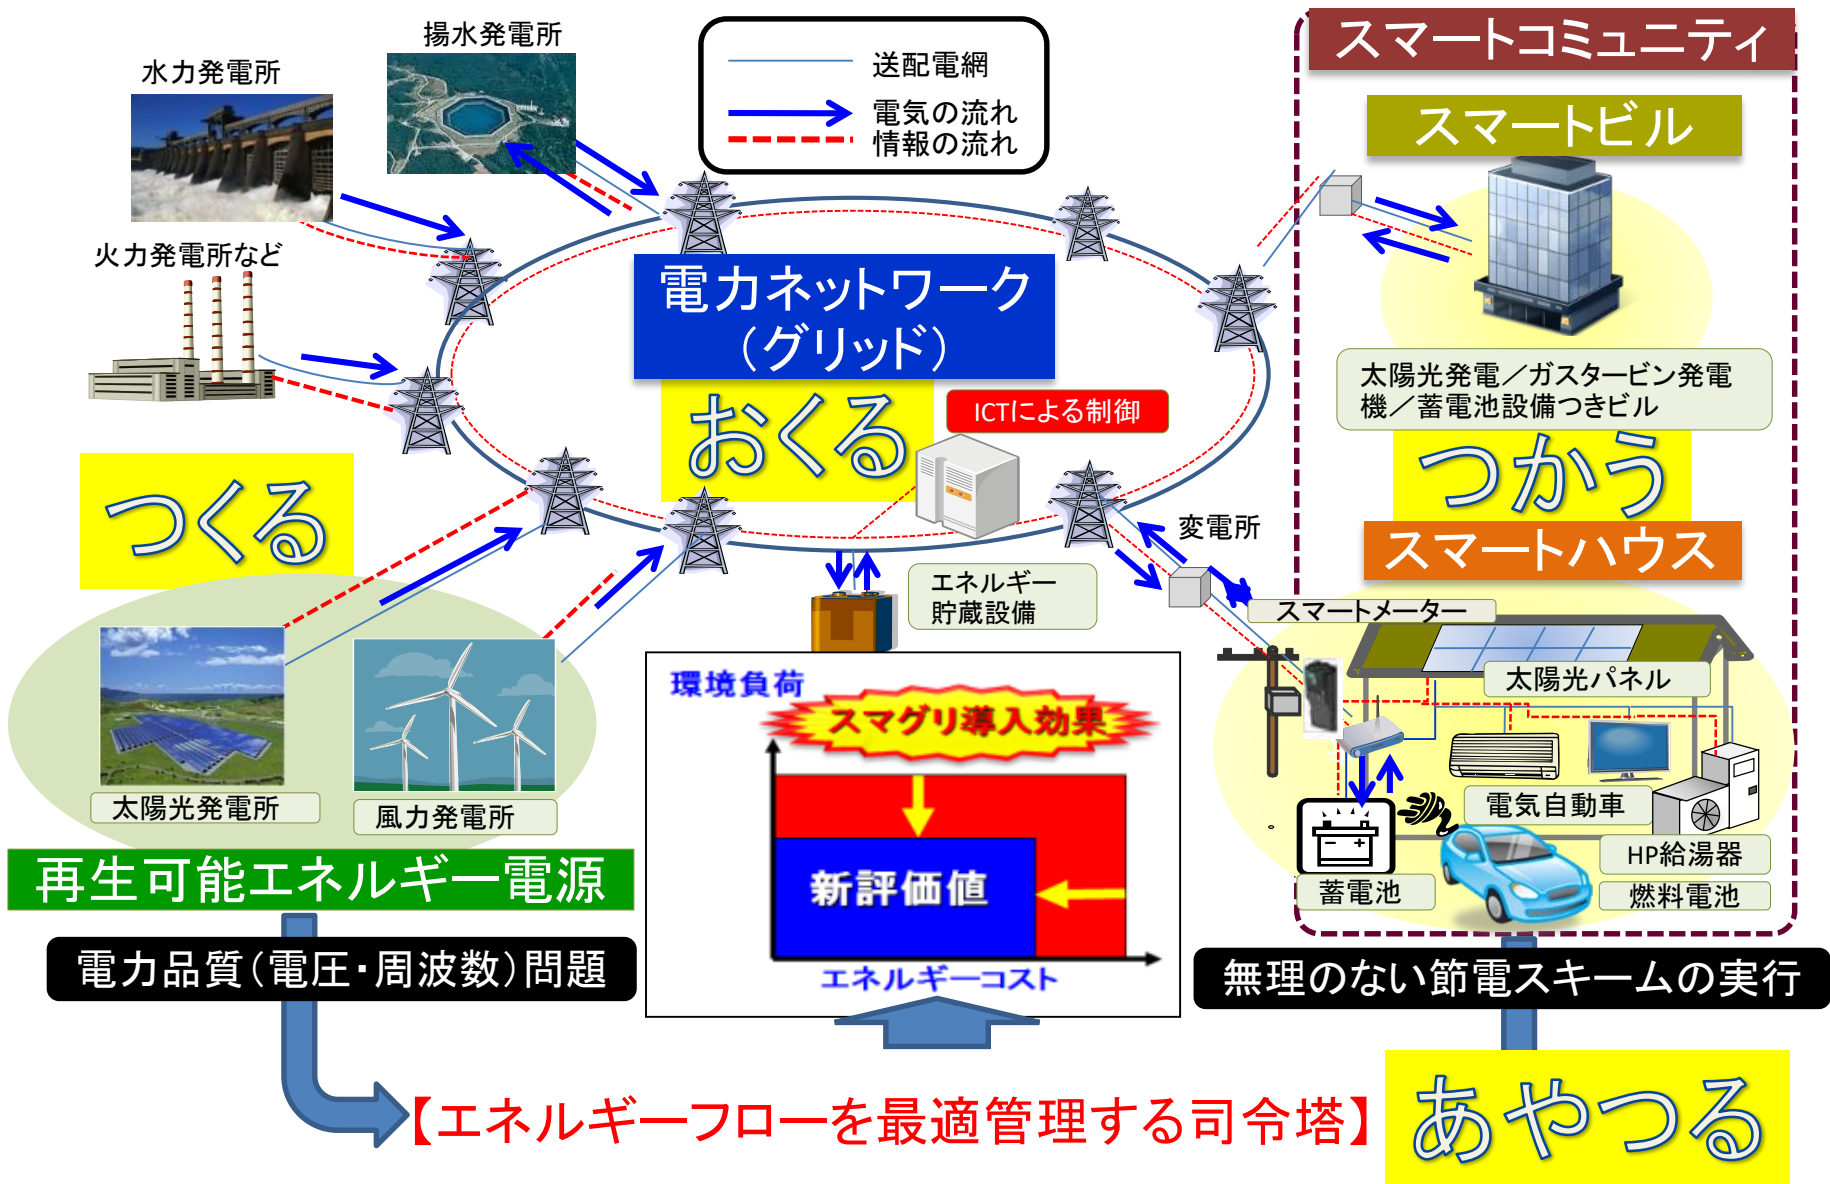 揚水発電所
水力発電所
火力発電所など
送配電網
電気の流れ
情報の流れ
スマートコミュニティ
スマートビル
電力ネットワーク
（グリッド）
おくる
ICTによる制御
太陽光発電／ガスタービン発電
機／蓄電池設備つきビル
つかう
つくる
変電所
スマートハウス
エネルギー
貯蔵設備
スマートメーター
太陽光パネル
環境負荷
スマグリ導入効果
新評価値
エネルギーコスト
太陽光発電所
風力発電所
電気自動車
HP給湯器
蓄電池
燃料電池
再生可能エネルギー電源
電力品質（電圧・周波数）問題
無理のない節電スキームの実行
【エネルギーフローを最適管理する司令塔】
あやつる